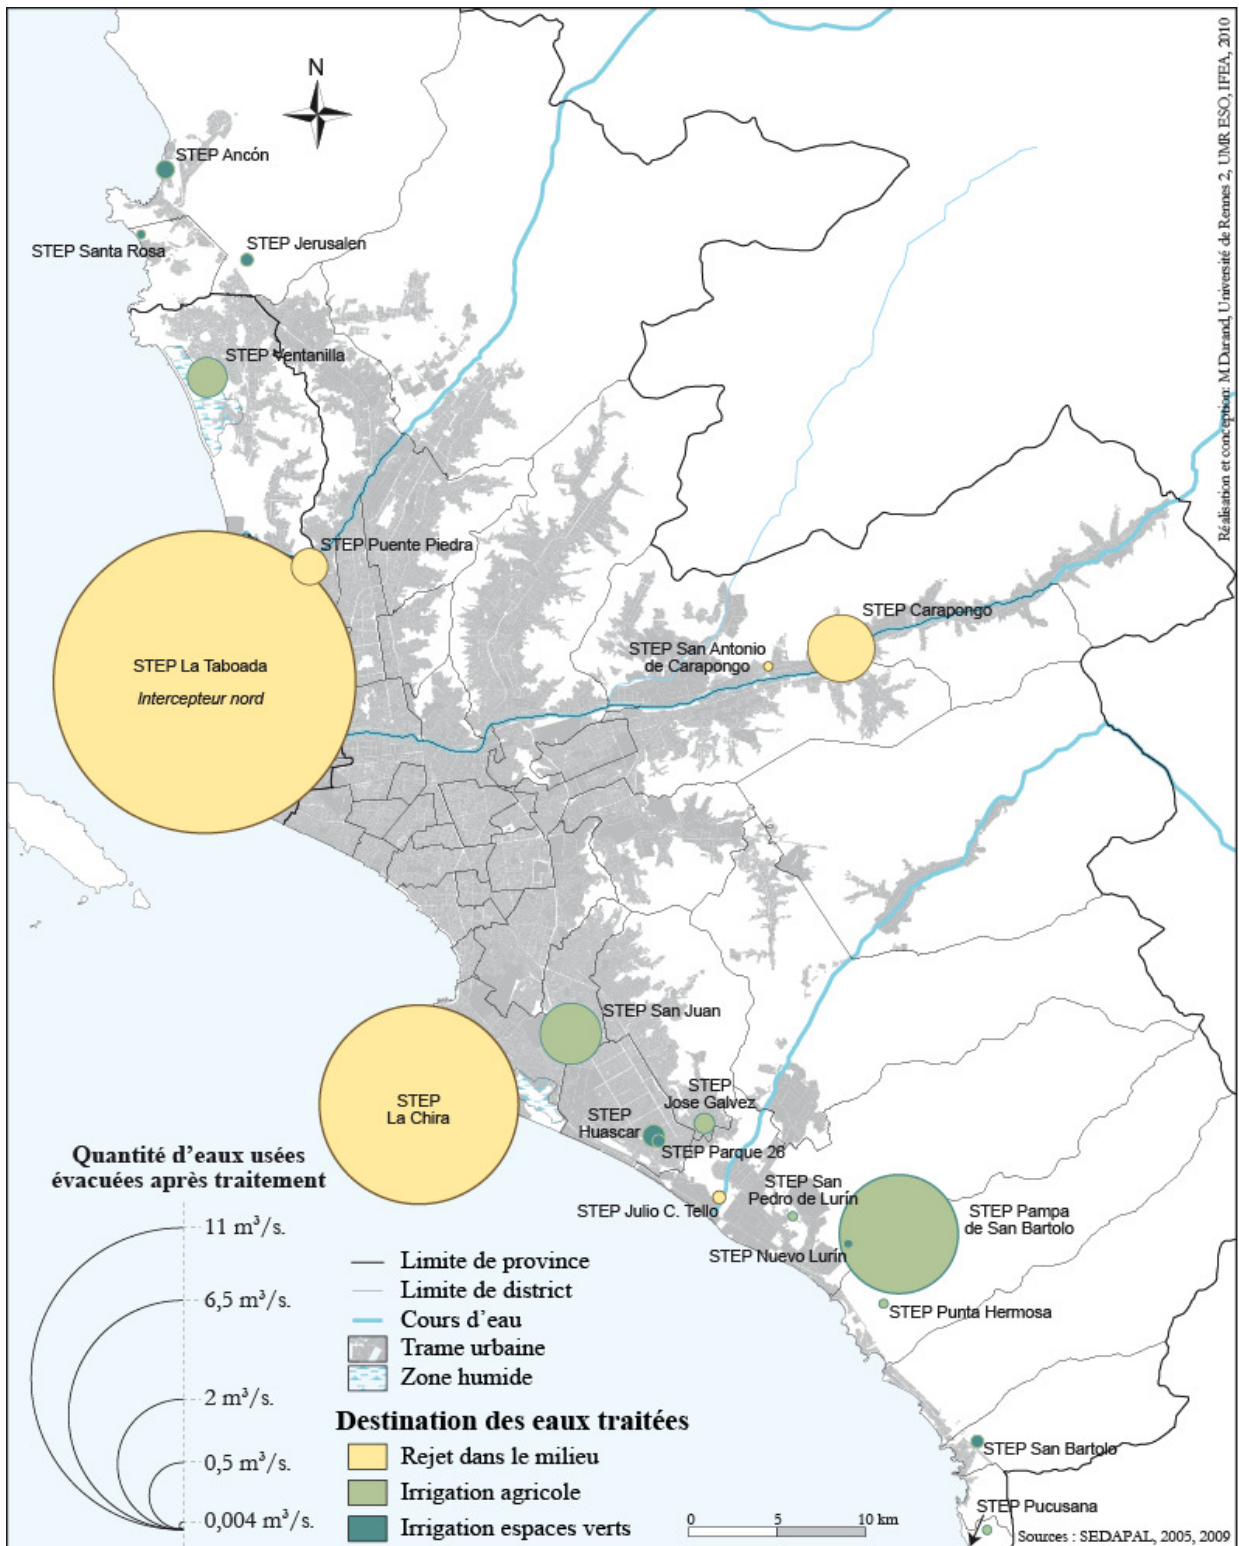 N
Réalisation et conception: M.Durand, Université de Rennes 2, UMR ESO, IFEA, 2010
STEP Ancón
STEP Santa Rosa
STEP Jerusalen
STEP Ventanilla
STEP Puente Piedra
STEP Carapongo
STEP San Antonio
de Carapongo
STEP La Taboada
Intercepteur nord
STEP San Juan
STEP
La Chira
STEP
Jose Galvez
STEP
Huascar
STEP Parque 26
STEP San
Pedro de Lurín
STEP Julio C. Tello
STEP Pampa
de San Bartolo
STEP Nuevo Lurín
STEP Punta Hermosa
STEP San Bartolo
STEP Pucusana
Quantité d'eaux usées
évacuées après traitement
11 m³/s.
6,5 m³/s.
2 m³/s.
0,5 m³/s.
0,004 m³/s.
Limite de province
Limite de district
Cours d'eau
Trame urbaine
Zone humide
Destination des eaux traitées
Rejet dans le milieu
Irrigation agricole
Irrigation espaces verts
0 5 10 km
Sources : SEDAPAL, 2005, 2009